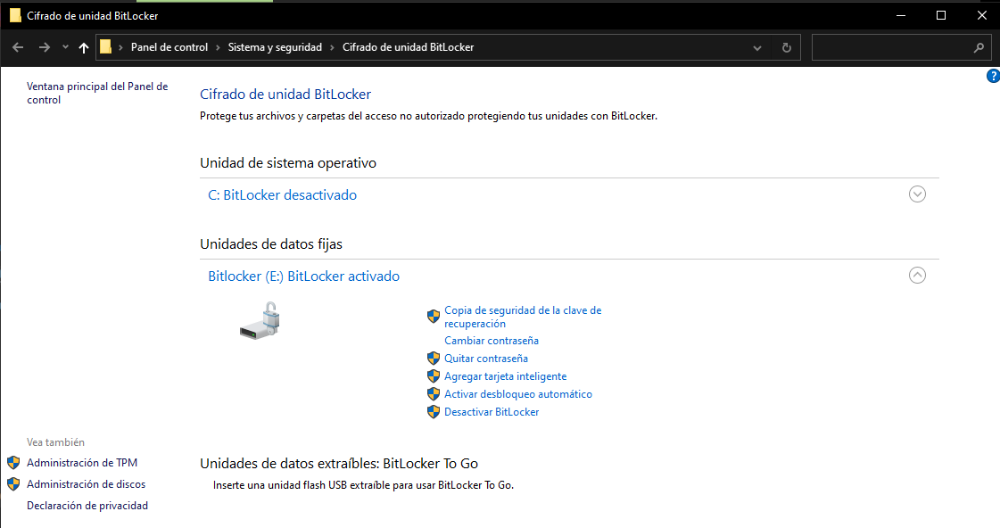 Cifrado de unidad BitLocker
Panel de control › Sistema y seguridad › Cifrado de unidad BitLocker
?
Ventana principal del Panel de
control
Cifrado de unidad BitLocker
Protege tus archivos y carpetas del acceso no autorizado protegiendo tus unidades con BitLocker.
Unidad de sistema operativo
C: BitLocker desactivado
Unidades de datos fijas
Bitlocker (E:) BitLocker activado
Copia de seguridad de la clave de
recuperación
Cambiar contraseña
Quitar contraseña
Agregar tarjeta inteligente
Activar desbloqueo automático
Desactivar BitLocker
Vea también
Administración de TPM
Administración de discos
Declaración de privacidad
Unidades de datos extraíbles: BitLocker To Go
Inserte una unidad flash USB extraíble para usar BitLocker To Go.